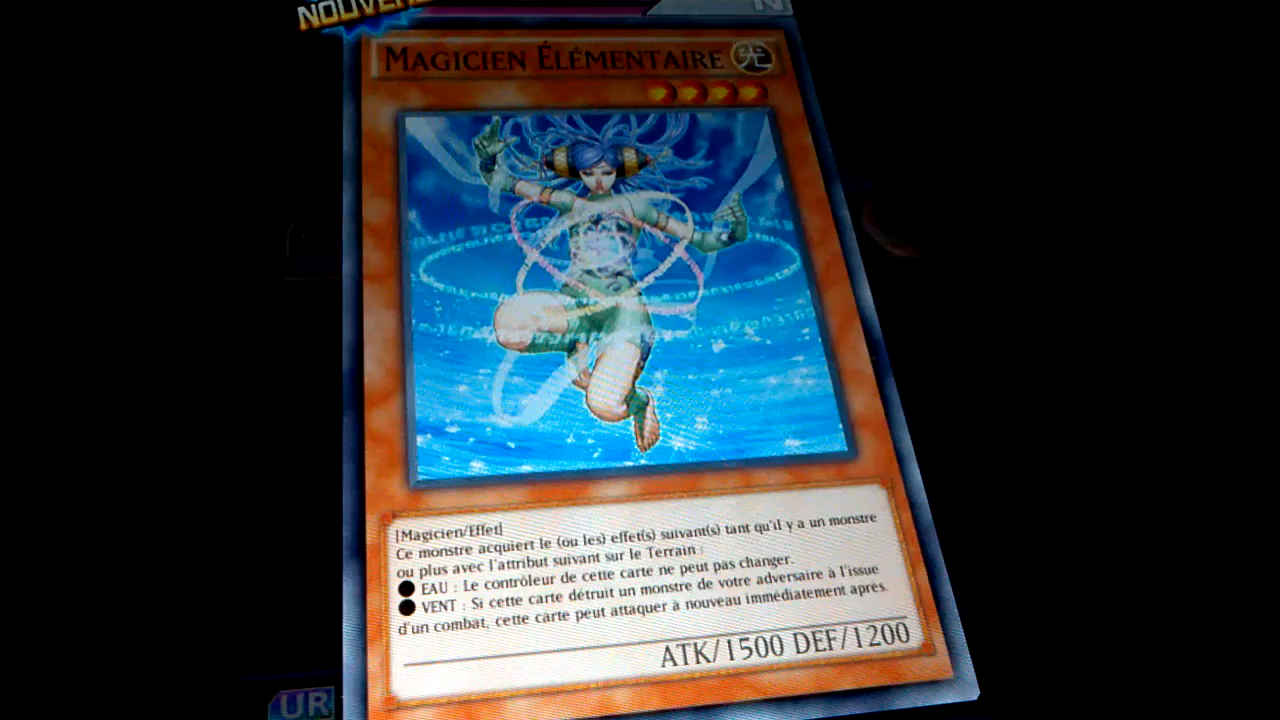 NOUVEAU
N
MAGICIEN ÉLÉMENTAIRE 光
[Magicien/Effet]
Ce monstre acquiert le (ou les) effet(s) suivant(s) tant qu'il y a un monstre
ou plus avec l'attribut suivant sur le Terrain :
● EAU : Le contrôleur de cette carte ne peut pas changer.
● VENT : Si cette carte détruit un monstre de votre adversaire à l'issue
d'un combat, cette carte peut attaquer à nouveau immédiatement après.
ATK/1500 DEF/1200
UR